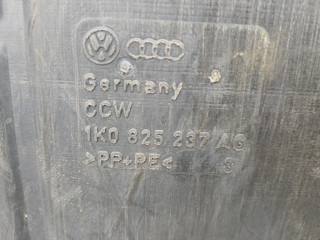 Germany
CCW
1K0 825 237 AG
>PP+PE<